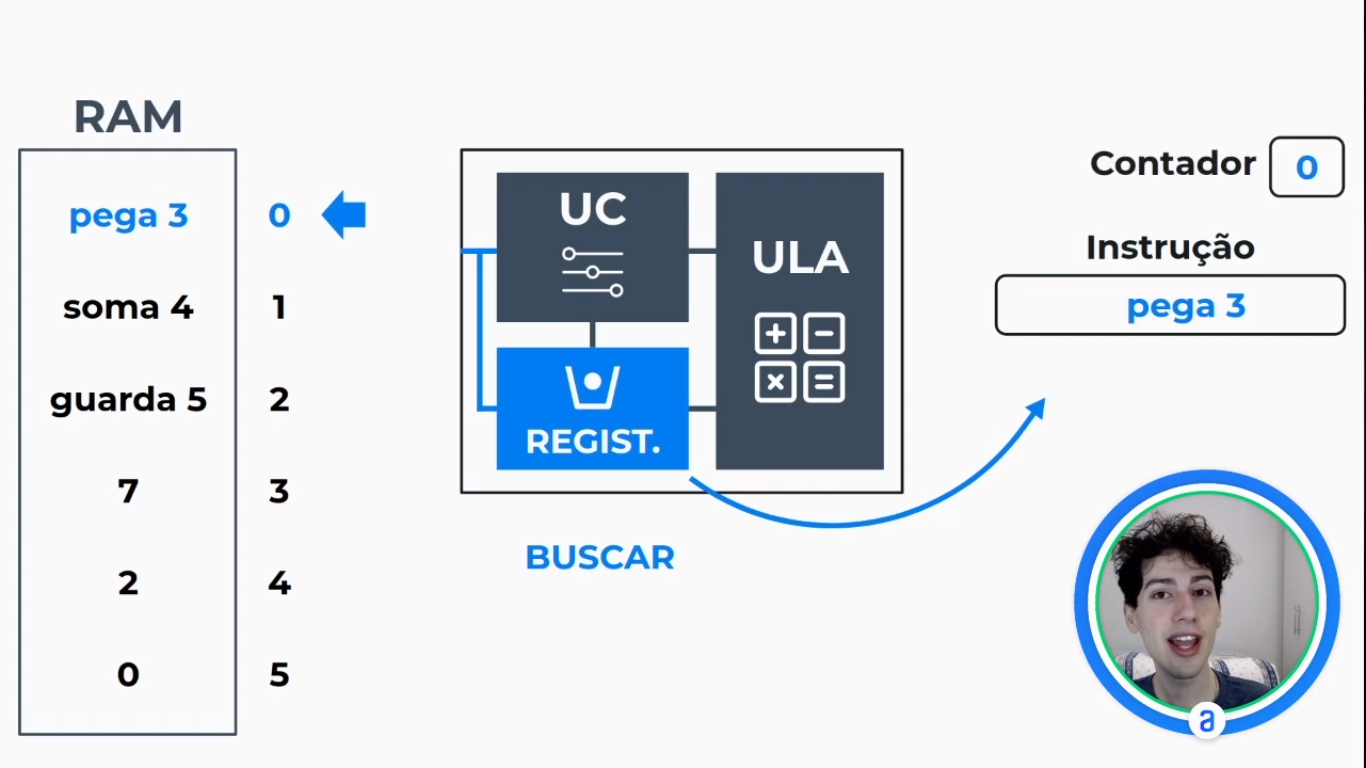 RAM
pega 3 0
soma 4 1
guarda 5 2
7 3
2 4
0 5
UC
REGIST.
ULA
BUSCAR
Contador 0
Instrução
pega 3
a